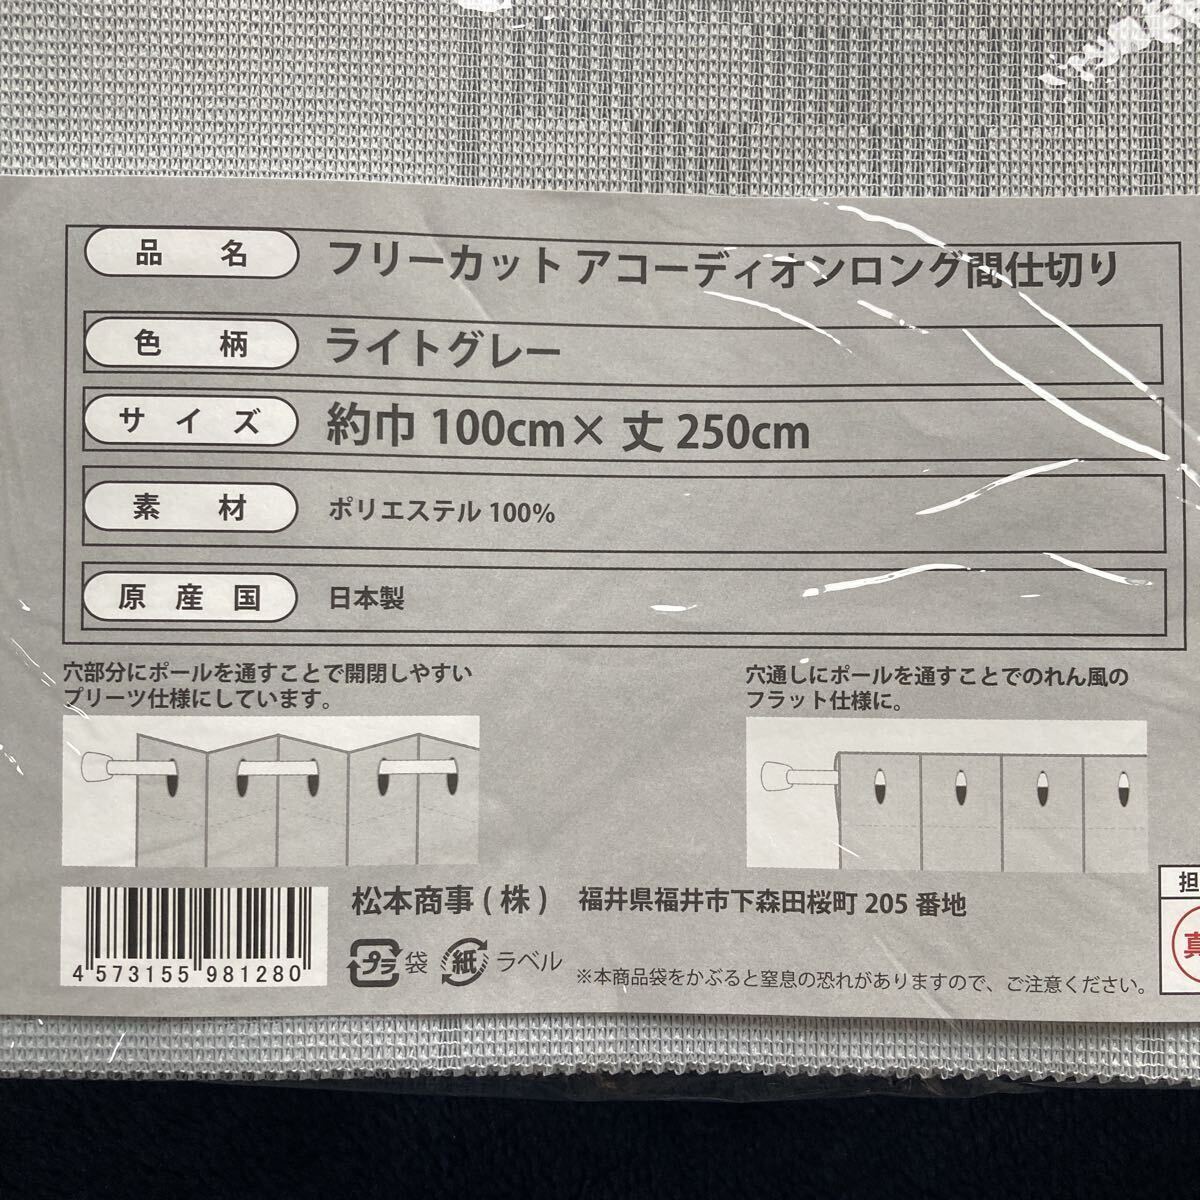 品名 フリーカット アコーディオンロング間仕切り
色柄 ライトグレー
サイズ 約巾 100cm× 丈 250cm
素材 ポリエステル 100%
原産国 日本製
穴部分にポールを通すことで開閉しやすい
プリーツ仕様にしています。
穴通しにポールを通すことでのれん風の
フラット仕様に。
松本商事 ( 株 ) 福井県福井市下森田桜町 205 番地
担
プラ 袋 紙 ラベル
※本商品袋をかぶると窒息の恐れがありますので、ご注意ください。
4 573155 981280